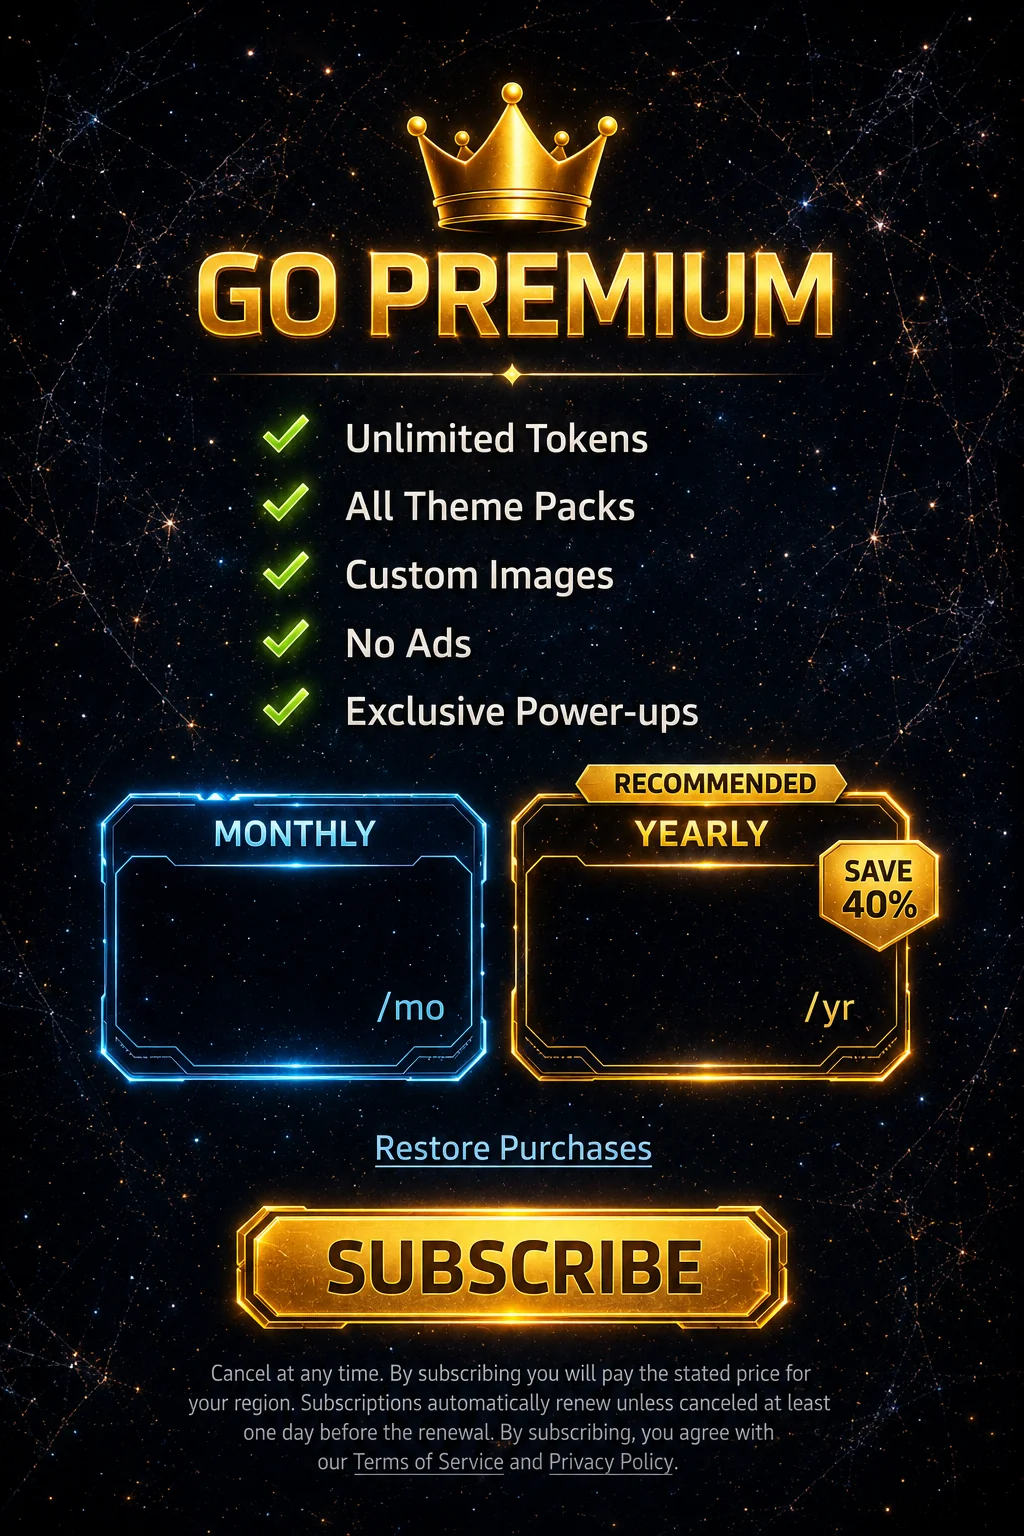 GO PREMIUM
Unlimited Tokens
All Theme Packs
Custom Images
No Ads
Exclusive Power-ups
MONTHLY
/mo
RECOMMENDED
YEARLY
SAVE
40%
/yr
Restore Purchases
SUBSCRIBE
Cancel at any time. By subscribing you will pay the stated price for
your region. Subscriptions automatically renew unless canceled at least
one day before the renewal. By subscribing, you agree with
our Terms of Service and Privacy Policy.